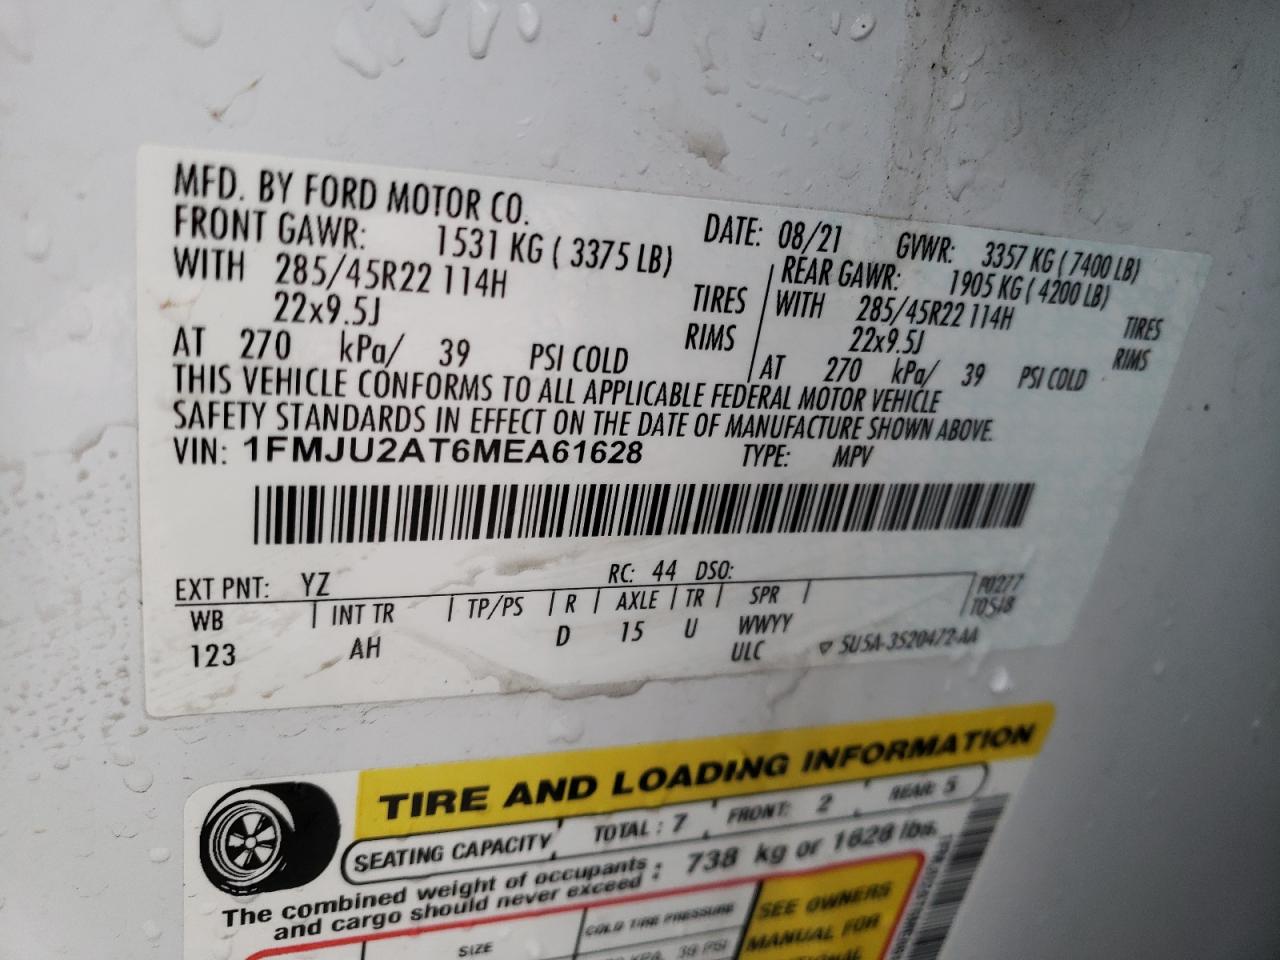 MFD. BY FORD MOTOR CO.
DATE: 08/21 GVWR: 3357 KG ( 7400 LB)
FRONT GAWR: 1531 KG ( 3375 LB)
WITH 285/45R22 114H TIRES
22x9.5J RIMS
AT 270 kPa/ 39 PSI COLD
REAR GAWR: 1905 KG ( 4200 LB)
WITH 285/45R22 114H TIRES
22x9.5J RIMS
AT 270 kPa/ 39 PSI COLD
THIS VEHICLE CONFORMS TO ALL APPLICABLE FEDERAL MOTOR VEHICLE
SAFETY STANDARDS IN EFFECT ON THE DATE OF MANUFACTURE SHOWN ABOVE.
VIN: 1FMJU2AT6MEA61628 TYPE: MPV
EXT PNT: YZ RC: 44 DSO:
WB INT TR TP/PS R AXLE TR SPR
123 AH D 15 U WWYY
ULC
TIRE AND LOADING INFORMATION
SEATING CAPACITY TOTAL : 7 FRONT: 2 REAR: 5
The combined weight of occupants
and cargo should never exceed : 738 kg or 1628 lbs.
SIZE COLD TIRE PRESSURE
SEE OWNERS
MANUAL FOR